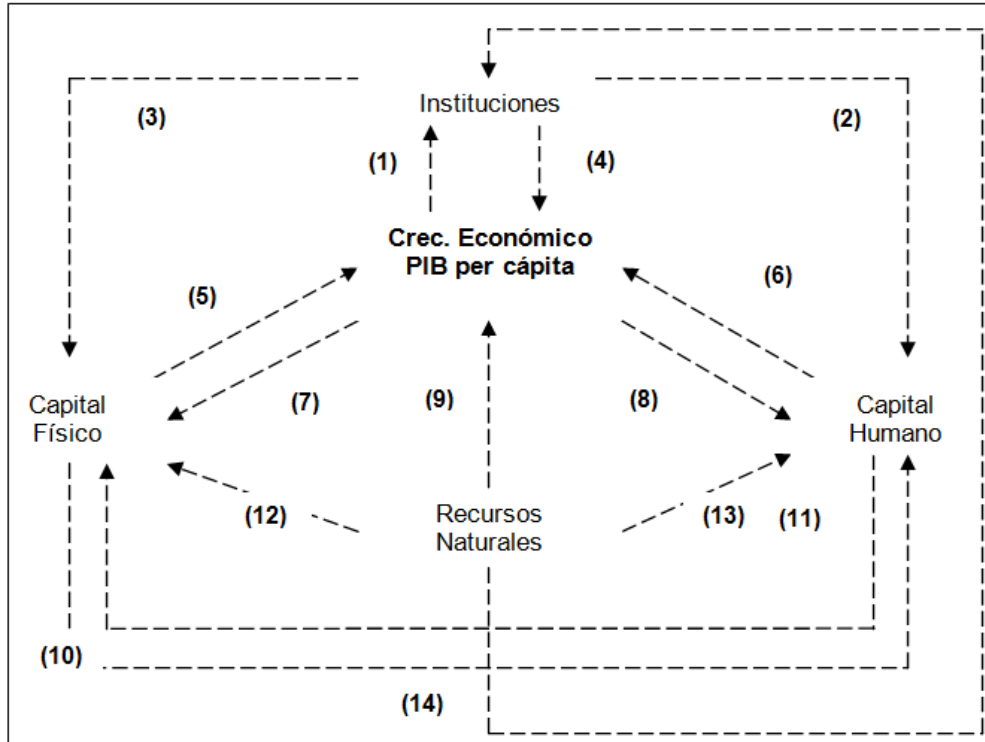 Instituciones
(3)
(2)
(1)
(4)
Crec. Económico
PIB per cápita
(5)
(6)
(7)
(9)
(8)
Capital
Físico
Capital
Humano
(12)
Recursos
Naturales
(13)
(11)
(10)
(14)